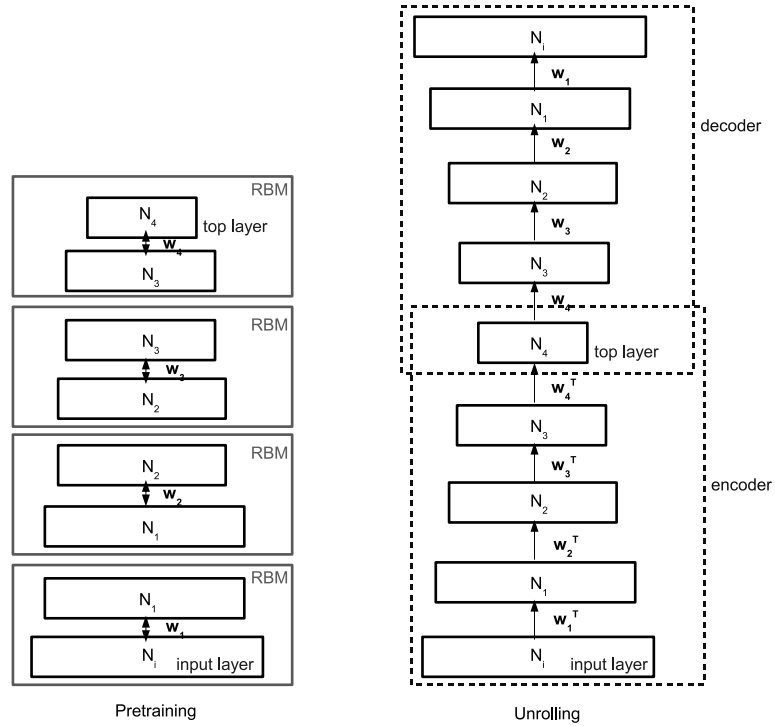 RBM
N4
top layer
w4
N3
RBM
N3
w3
N2
RBM
N2
w2
N1
RBM
N1
w1
Ni
input layer
Pretraining
Ni
w1
N1
decoder
w2
N2
w3
N3
w4
N4
top layer
w4T
N3
w3T
encoder
N2
w2T
N1
w1T
Ni
input layer
Unrolling